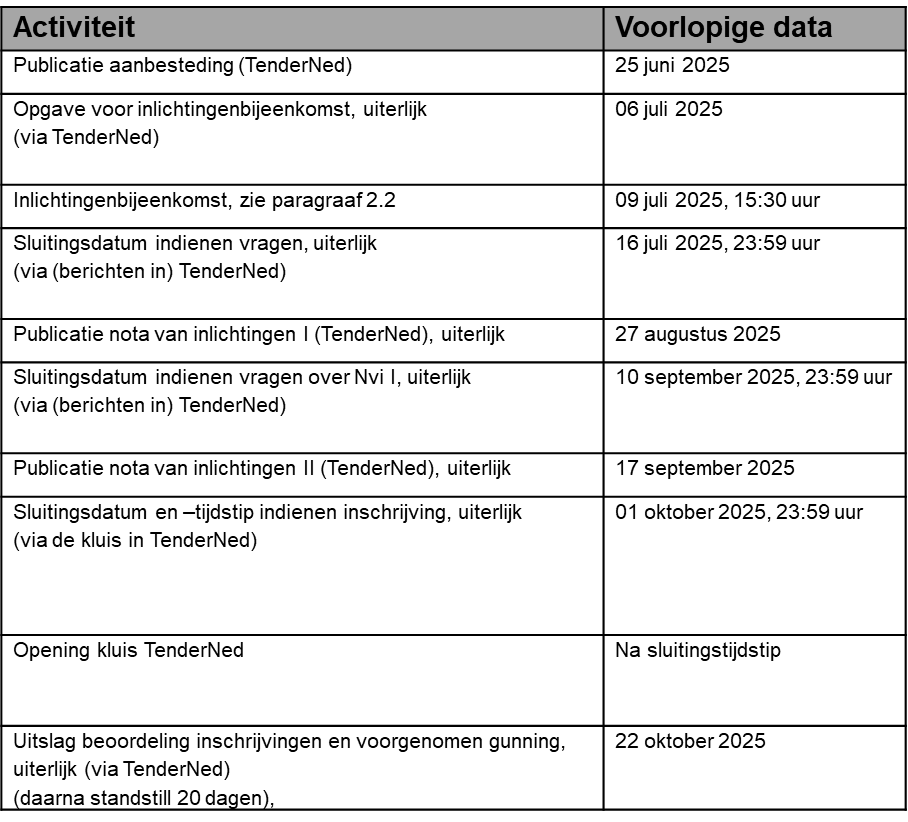 Activiteit Voorlopige data
Publicatie aanbesteding (TenderNed) 25 juni 2025
Opgave voor inlichtingenbijeenkomst, uiterlijk 06 juli 2025
(via TenderNed)
Inlichtingenbijeenkomst, zie paragraaf 2.2 09 juli 2025, 15:30 uur
Sluitingsdatum indienen vragen, uiterlijk 16 juli 2025, 23:59 uur
(via (berichten in) TenderNed)
Publicatie nota van inlichtingen I (TenderNed), uiterlijk 27 augustus 2025
Sluitingsdatum indienen vragen over Nvi I, uiterlijk 10 september 2025, 23:59 uur
(via (berichten in) TenderNed)
Publicatie nota van inlichtingen II (TenderNed), uiterlijk 17 september 2025
Sluitingsdatum en –tijdstip indienen inschrijving, uiterlijk 01 oktober 2025, 23:59 uur
(via de kluis in TenderNed)
Opening kluis TenderNed Na sluitingstijdstip
Uitslag beoordeling inschrijvingen en voorgenomen gunning, 22 oktober 2025
uiterlijk (via TenderNed)
(daarna standstill 20 dagen),